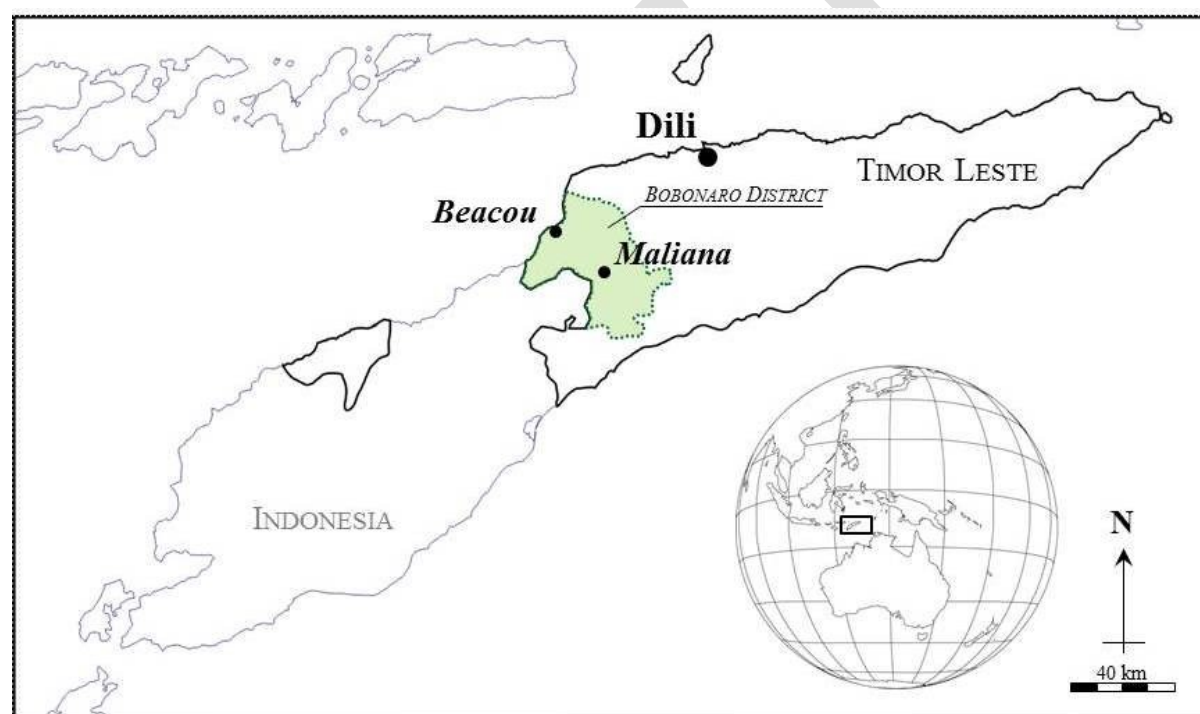 Dili
TIMOR LESTE
BOBONARO DISTRICT
Beacou
Maliana
INDONESIA
N
40 km